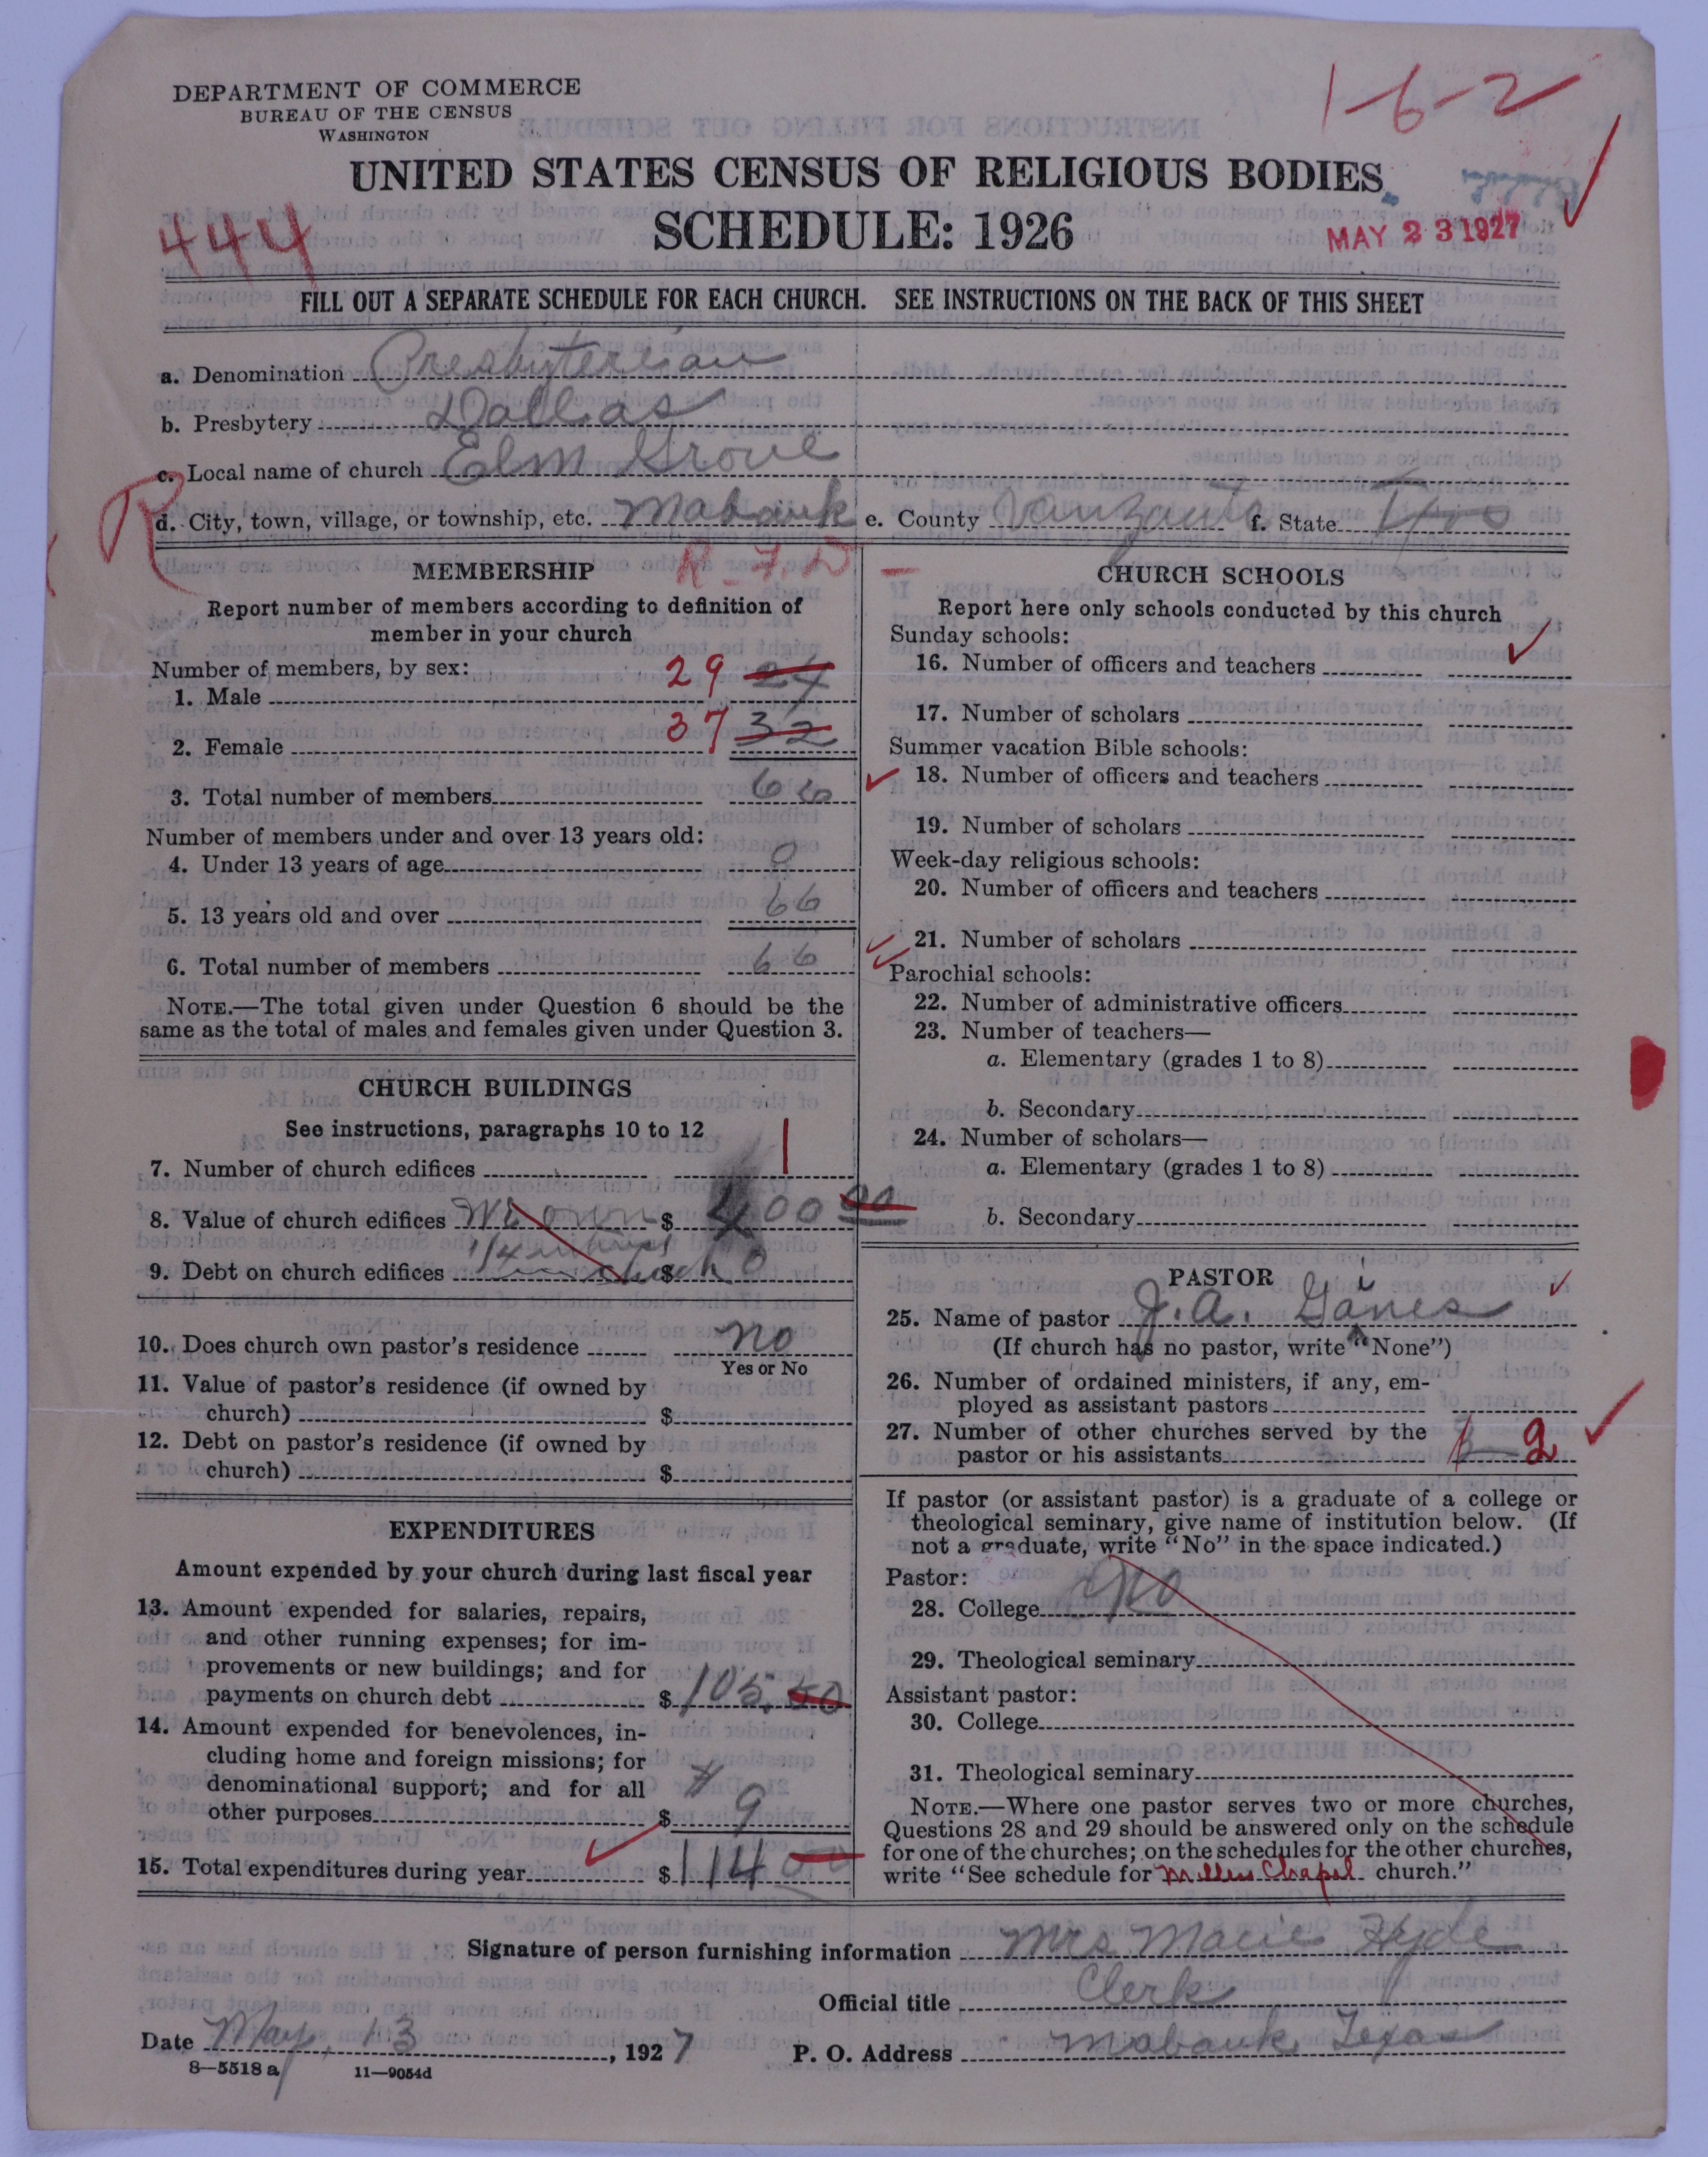 DEPARTMENT OF COMMERCE
BUREAU OF THE CENSUS
WASHINGTON
1-6-2
UNITED STATES CENSUS OF RELIGIOUS BODIES
444
SCHEDULE: 1926
MAY 23 1927
FILL OUT A SEPARATE SCHEDULE FOR EACH CHURCH. SEE INSTRUCTIONS ON THE BACK OF THIS SHEET
a. Denomination Presbyterian
b. Presbytery Dallas
c. Local name of church Elm Grove
R
d. City, town, village, or township, etc. Mabank e. County Vanzandt f. State Tex
R.F.D. -
MEMBERSHIP
Report number of members according to definition of
member in your church
Number of members, by sex:
1. Male 29 24
2. Female 37 32
3. Total number of members 66
Number of members under and over 13 years old:
4. Under 13 years of age 0
5. 13 years old and over 66
6. Total number of members 66
NOTE.—The total given under Question 6 should be the
same as the total of males and females given under Question 3.
CHURCH BUILDINGS
See instructions, paragraphs 10 to 12
7. Number of church edifices 1
8. Value of church edifices We own $ 400 00
1/4
9. Debt on church edifices church $ 0
10. Does church own pastor's residence no
Yes or No
11. Value of pastor's residence (if owned by
church) $
12. Debt on pastor's residence (if owned by
church) $
EXPENDITURES
Amount expended by your church during last fiscal year
13. Amount expended for salaries, repairs,
and other running expenses; for im-
provements or new buildings; and for
payments on church debt $ 105.50
14. Amount expended for benevolences, in-
cluding home and foreign missions; for
denominational support; and for all
other purposes $ 9
15. Total expenditures during year $ 114 00
CHURCH SCHOOLS
Report here only schools conducted by this church
Sunday schools:
16. Number of officers and teachers
17. Number of scholars
Summer vacation Bible schools:
18. Number of officers and teachers
19. Number of scholars
Week-day religious schools:
20. Number of officers and teachers
21. Number of scholars
Parochial schools:
22. Number of administrative officers
23. Number of teachers—
a. Elementary (grades 1 to 8)
b. Secondary
24. Number of scholars—
a. Elementary (grades 1 to 8)
b. Secondary
PASTOR
25. Name of pastor J. A. Gaines
(If church has no pastor, write "None")
26. Number of ordained ministers, if any, em-
ployed as assistant pastors
27. Number of other churches served by the
pastor or his assistants 2
If pastor (or assistant pastor) is a graduate of a college or
theological seminary, give name of institution below. (If
not a graduate, write "No" in the space indicated.)
Pastor:
28. College No
29. Theological seminary
Assistant pastor:
30. College
31. Theological seminary
NOTE.—Where one pastor serves two or more churches,
Questions 28 and 29 should be answered only on the schedule
for one of the churches; on the schedules for the other churches,
write "See schedule for Millers Chapel church."
Signature of person furnishing information Mrs Macie Hyde
Official title Clerk
Date May, 13, 1927 P. O. Address Mabank, Texas
8—5518 a 11—9054d